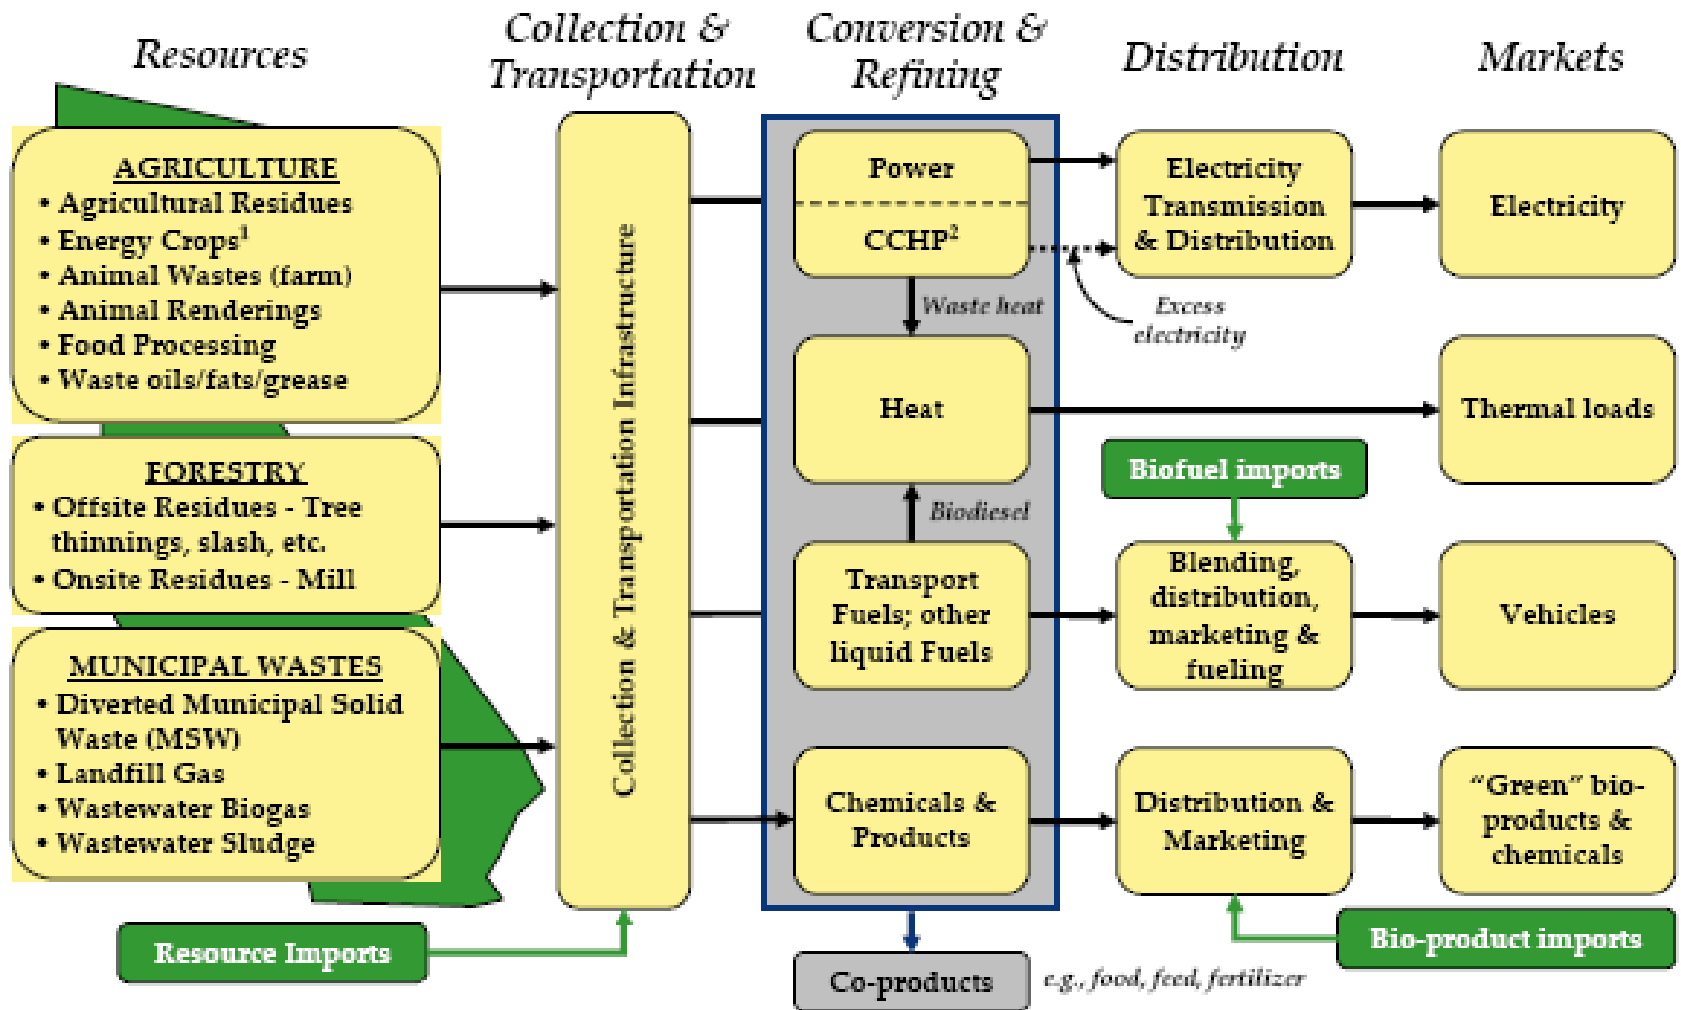 Resources
Collection &
Transportation
Conversion &
Refining
Distribution
Markets
AGRICULTURE
• Agricultural Residues
• Energy Crops¹
• Animal Wastes (farm)
• Animal Renderings
• Food Processing
• Waste oils/fats/grease
FORESTRY
• Offsite Residues - Tree
thinnings, slash, etc.
• Onsite Residues - Mill
MUNICIPAL WASTES
• Diverted Municipal Solid
Waste (MSW)
• Landfill Gas
• Wastewater Biogas
• Wastewater Sludge
Resource Imports
Collection & Transportation Infrastructure
Power
CCHP²
Waste heat
Heat
Biodiesel
Transport
Fuels; other
liquid Fuels
Chemicals &
Products
Co-products
e.g., food, feed, fertilizer
Electricity
Transmission
& Distribution
Excess
electricity
Biofuel imports
Blending,
distribution,
marketing &
fueling
Distribution &
Marketing
Bio-product imports
Electricity
Thermal loads
Vehicles
“Green” bio-
products &
chemicals